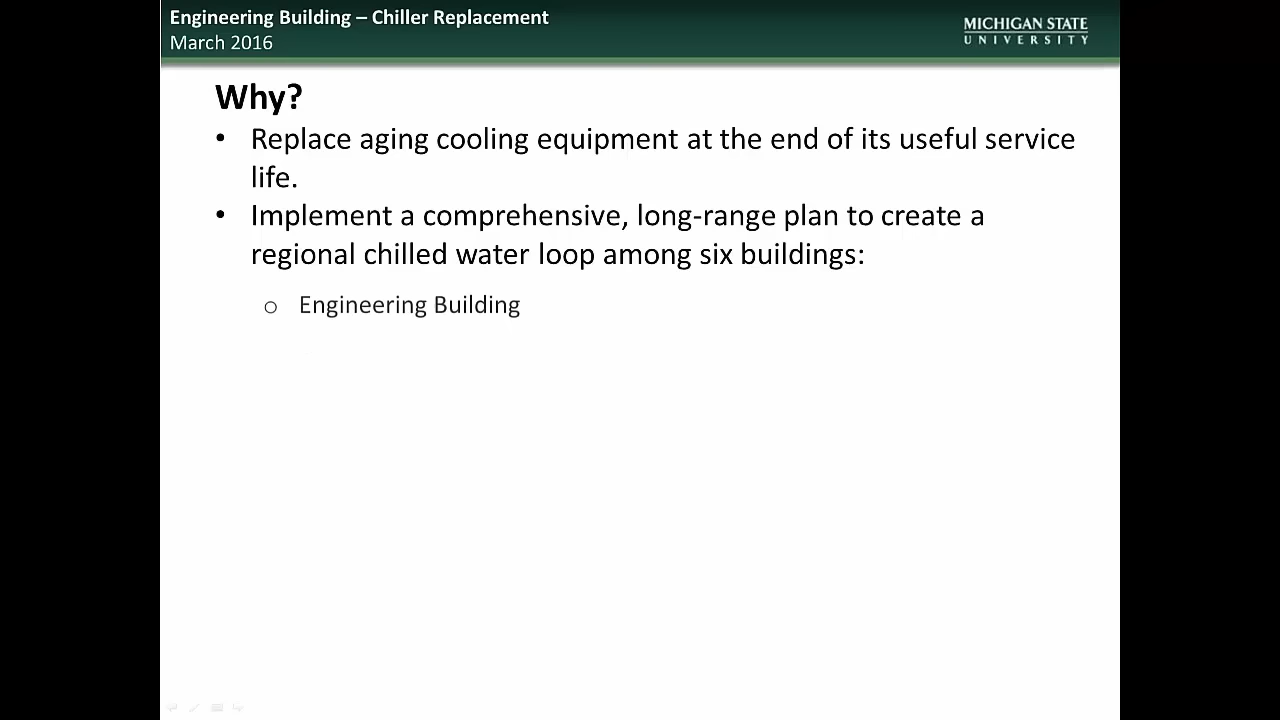 Engineering Building – Chiller Replacement
March 2016
MICHIGAN STATE
UNIVERSITY
Why?
• Replace aging cooling equipment at the end of its useful service
life.
• Implement a comprehensive, long-range plan to create a
regional chilled water loop among six buildings:
o Engineering Building